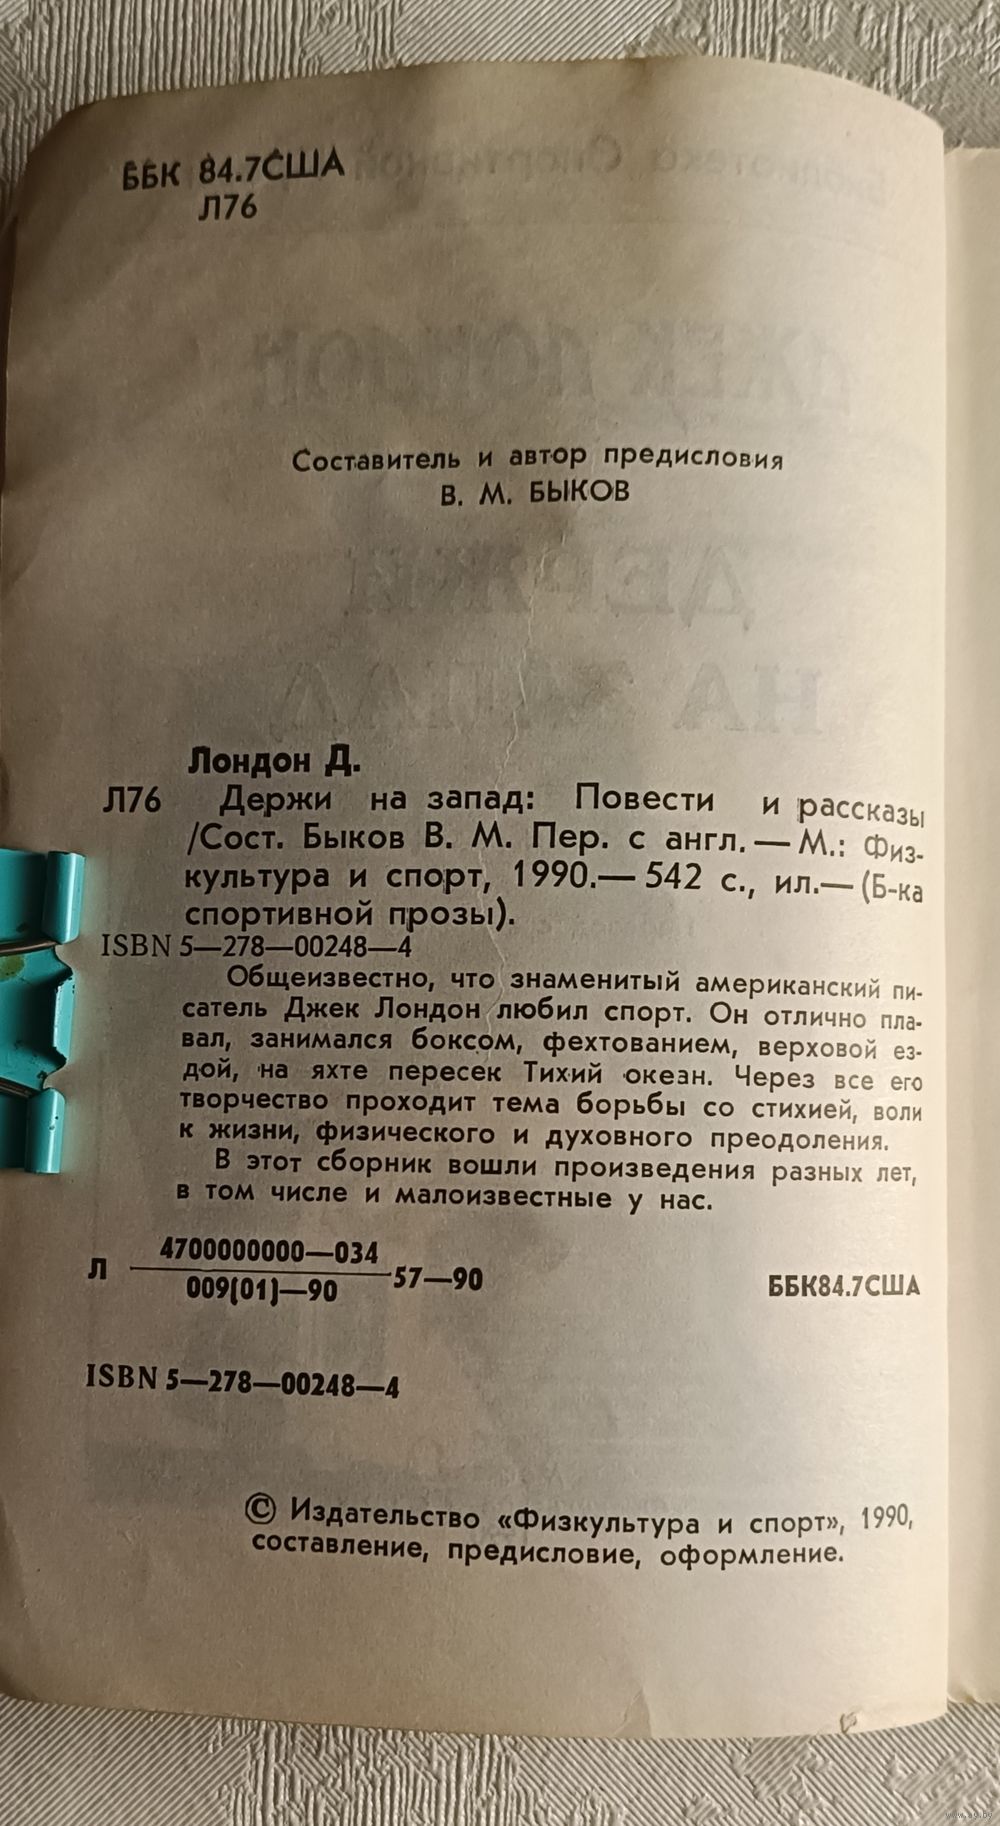 ББК 84.7США
Л76
Составитель и автор предисловия
В. М. БЫКОВ
Лондон Д.
Л76 Держи на запад: Повести и рассказы
/Сост. Быков В. М. Пер. с англ.— М.: Физ-
культура и спорт, 1990.— 542 с., ил.— (Б-ка
спортивной прозы).
ISBN 5—278—00248—4
Общеизвестно, что знаменитый американский пи-
сатель Джек Лондон любил спорт. Он отлично пла-
вал, занимался боксом, фехтованием, верховой ез-
дой, на яхте пересек Тихий океан. Через все его
творчество проходит тема борьбы со стихией, воли
к жизни, физического и духовного преодоления.
В этот сборник вошли произведения разных лет,
в том числе и малоизвестные у нас.
4700000000—034
Л 57—90 ББК84.7США
009(01)—90
ISBN 5—278—00248—4
© Издательство «Физкультура и спорт», 1990,
составление, предисловие, оформление.
www.ay.by